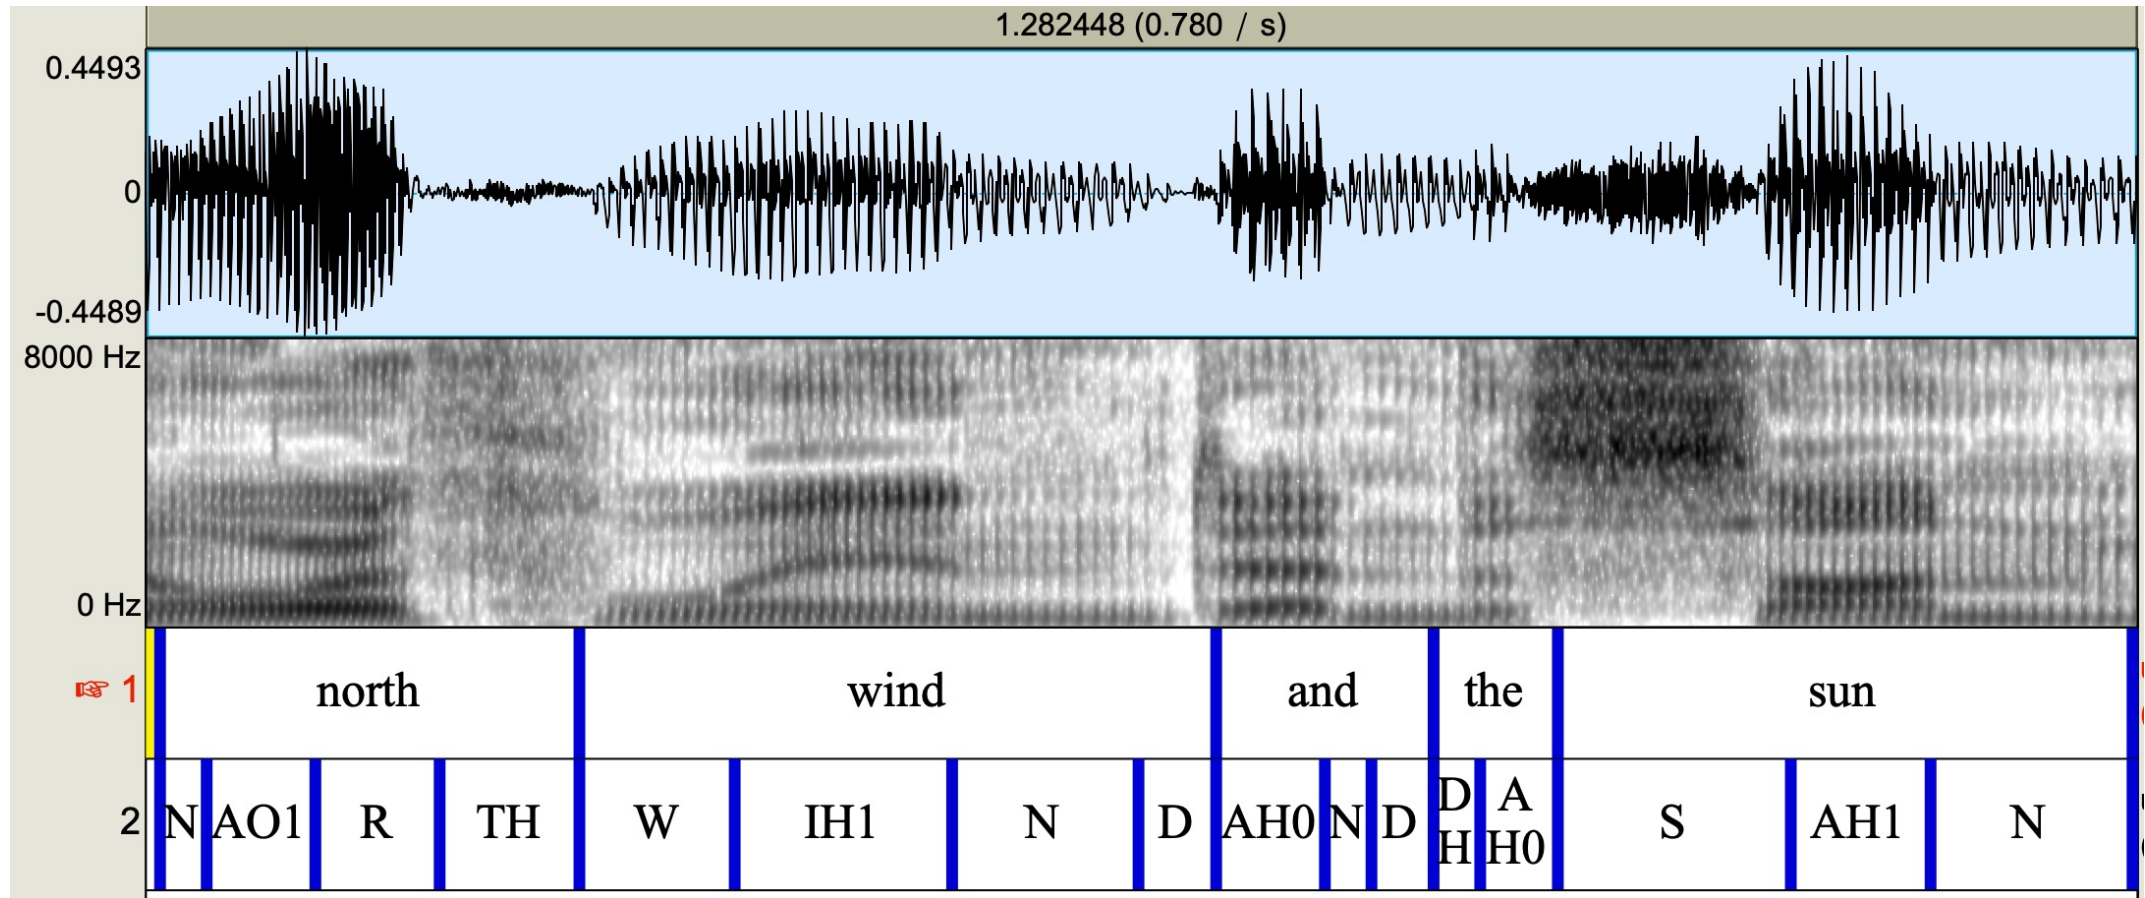 1.282448 (0.780 / s)
0.4493
0
-0.4489
8000 Hz
0 Hz
1 north wind and the sun
2 N AO1 R TH W IH1 N D AH0 N D DH AH0 S AH1 N